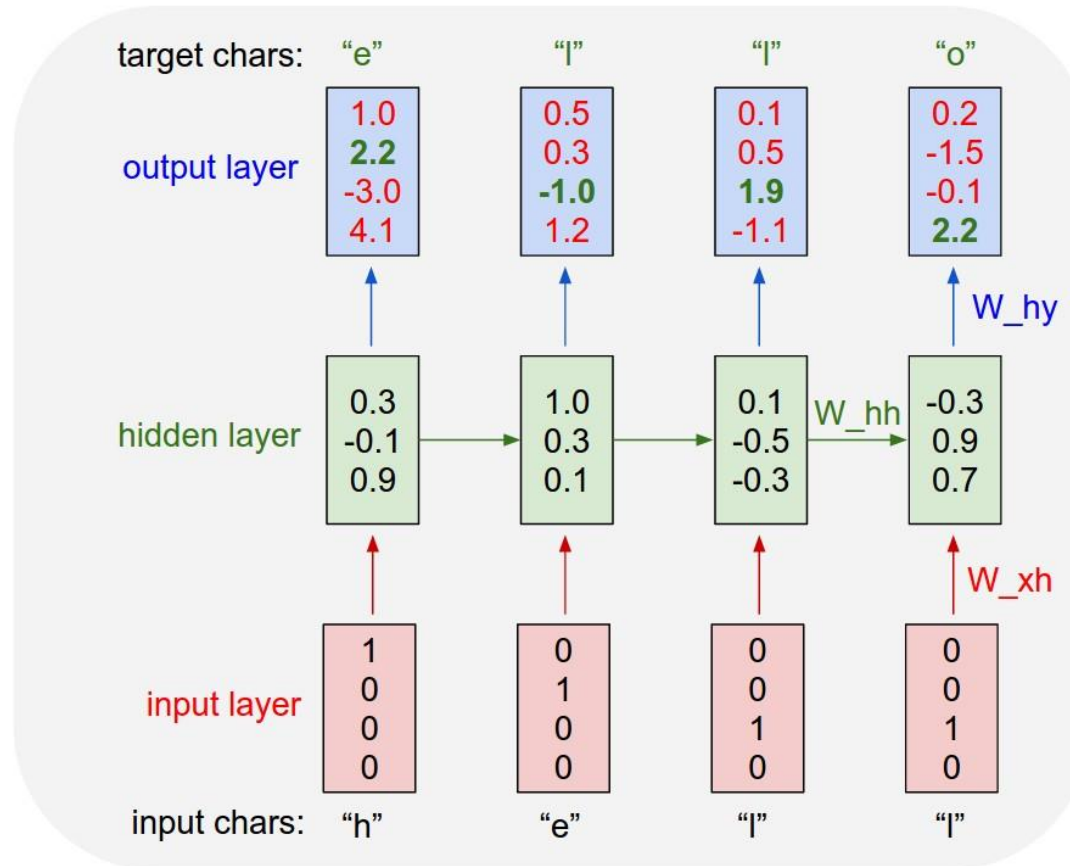 target chars: “e” “l” “l” “o”
1.0 0.5 0.1 0.2
2.2 0.3 0.5 -1.5
output layer
-3.0 -1.0 1.9 -0.1
4.1 1.2 -1.1 2.2
W_hy
0.3 1.0 0.1 -0.3
W_hh
hidden layer -0.1 0.3 -0.5 0.9
0.9 0.1 -0.3 0.7
W_xh
1 0 0 0
0 1 0 0
input layer
0 0 1 1
0 0 0 0
input chars: “h” “e” “l” “l”